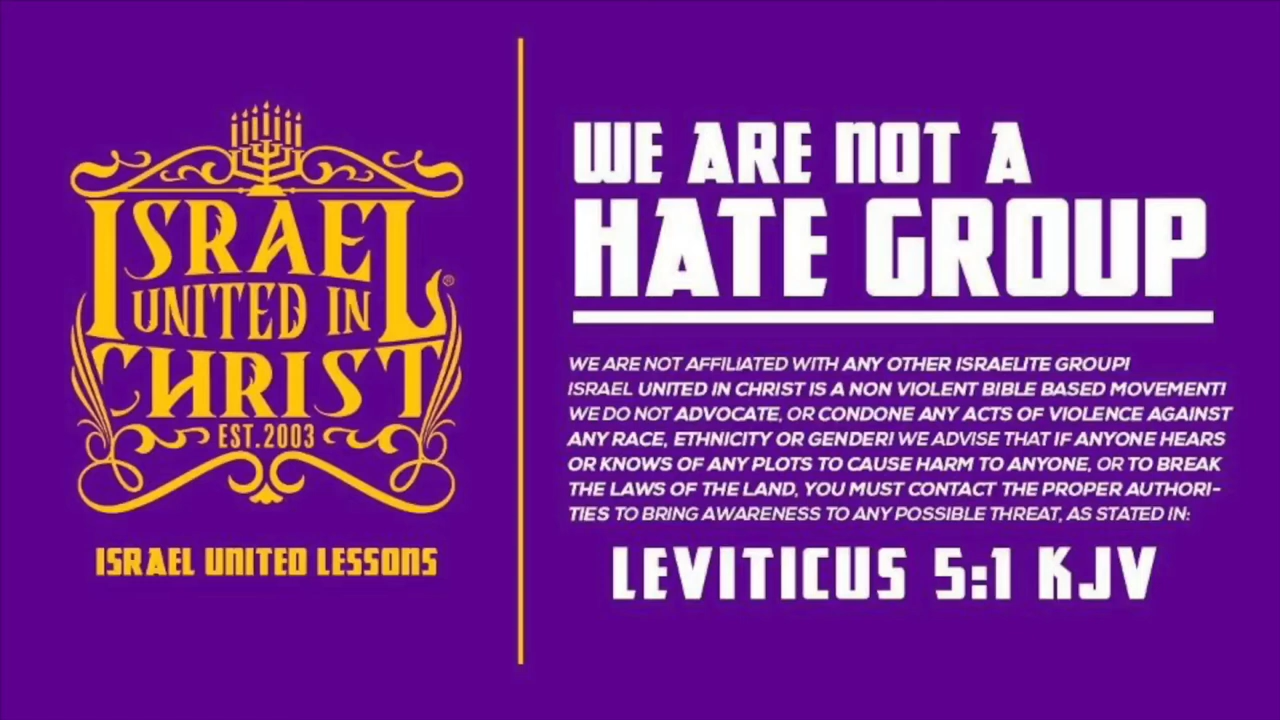 ISRAEL
UNITED IN
CHRIST®
EST. 2003
ISRAEL UNITED LESSONS
WE ARE NOT A
HATE GROUP
WE ARE NOT AFFILIATED WITH ANY OTHER ISRAELITE GROUP!
ISRAEL UNITED IN CHRIST IS A NON VIOLENT BIBLE BASED MOVEMENT!
WE DO NOT ADVOCATE, OR CONDONE ANY ACTS OF VIOLENCE AGAINST
ANY RACE, ETHNICITY OR GENDER! WE ADVISE THAT IF ANYONE HEARS
OR KNOWS OF ANY PLOTS TO CAUSE HARM TO ANYONE, OR TO BREAK
THE LAWS OF THE LAND, YOU MUST CONTACT THE PROPER AUTHORI-
TIES TO BRING AWARENESS TO ANY POSSIBLE THREAT, AS STATED IN:
LEVITICUS 5:1 KJV